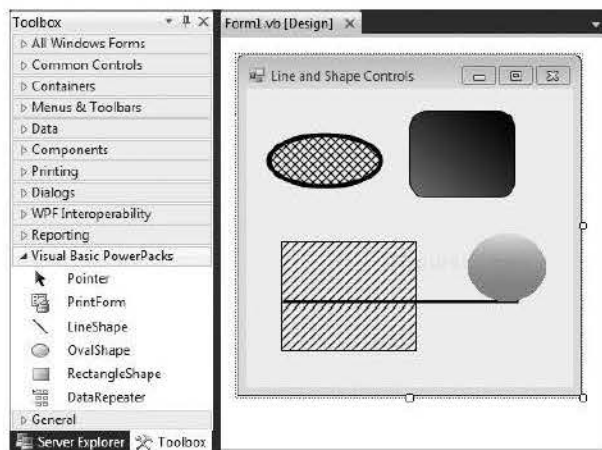 Toolbox
All Windows Forms
Common Controls
Containers
Menus & Toolbars
Data
Components
Printing
Dialogs
WPF Interoperability
Reporting
Visual Basic PowerPacks
Pointer
PrintForm
LineShape
OvalShape
RectangleShape
DataRepeater
General
Server Explorer
Toolbox
Form1.vb [Design]
Line and Shape Controls